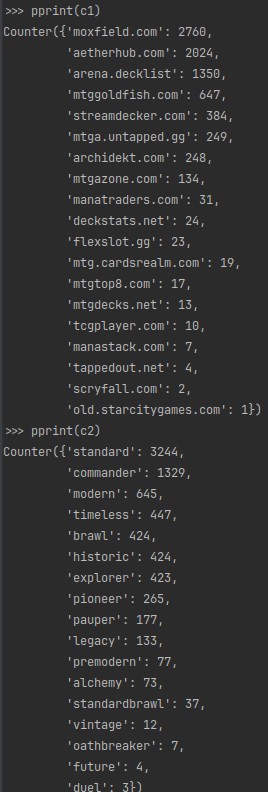 >>> pprint(c1)
Counter({'moxfield.com': 2760,
'aetherhub.com': 2024,
'arena.decklist': 1350,
'mtggoldfish.com': 647,
'streamdecker.com': 384,
'mtga.untapped.gg': 249,
'archidekt.com': 248,
'mtgazone.com': 134,
'manatraders.com': 31,
'deckstats.net': 24,
'flexslot.gg': 23,
'mtg.cardsrealm.com': 19,
'mtgtop8.com': 17,
'mtgdecks.net': 13,
'tcgplayer.com': 10,
'manastack.com': 7,
'tappedout.net': 4,
'scryfall.com': 2,
'old.starcitygames.com': 1})
>>> pprint(c2)
Counter({'standard': 3244,
'commander': 1329,
'modern': 645,
'timeless': 447,
'brawl': 424,
'historic': 424,
'explorer': 423,
'pioneer': 265,
'pauper': 177,
'legacy': 133,
'premodern': 77,
'alchemy': 73,
'standardbrawl': 37,
'vintage': 12,
'oathbreaker': 7,
'future': 4,
'duel': 3})